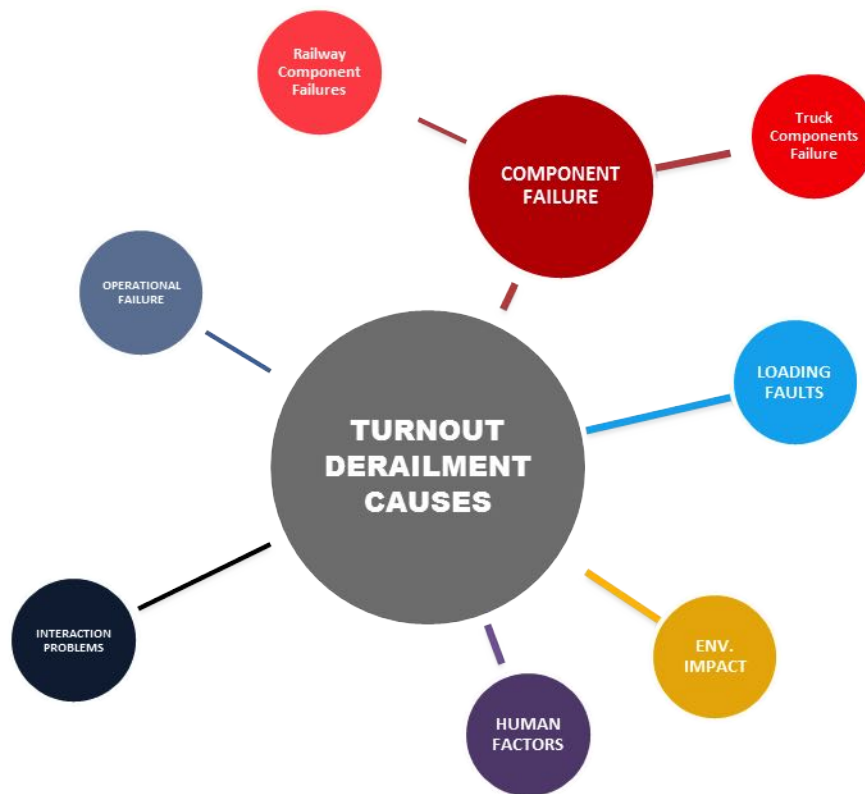 Railway
Component
Failures
Truck
Components
Failure
COMPONENT
FAILURE
OPERATIONAL
FAILURE
LOADING
FAULTS
TURNOUT
DERAILMENT
CAUSES
INTERACTION
PROBLEMS
ENV.
IMPACT
HUMAN
FACTORS